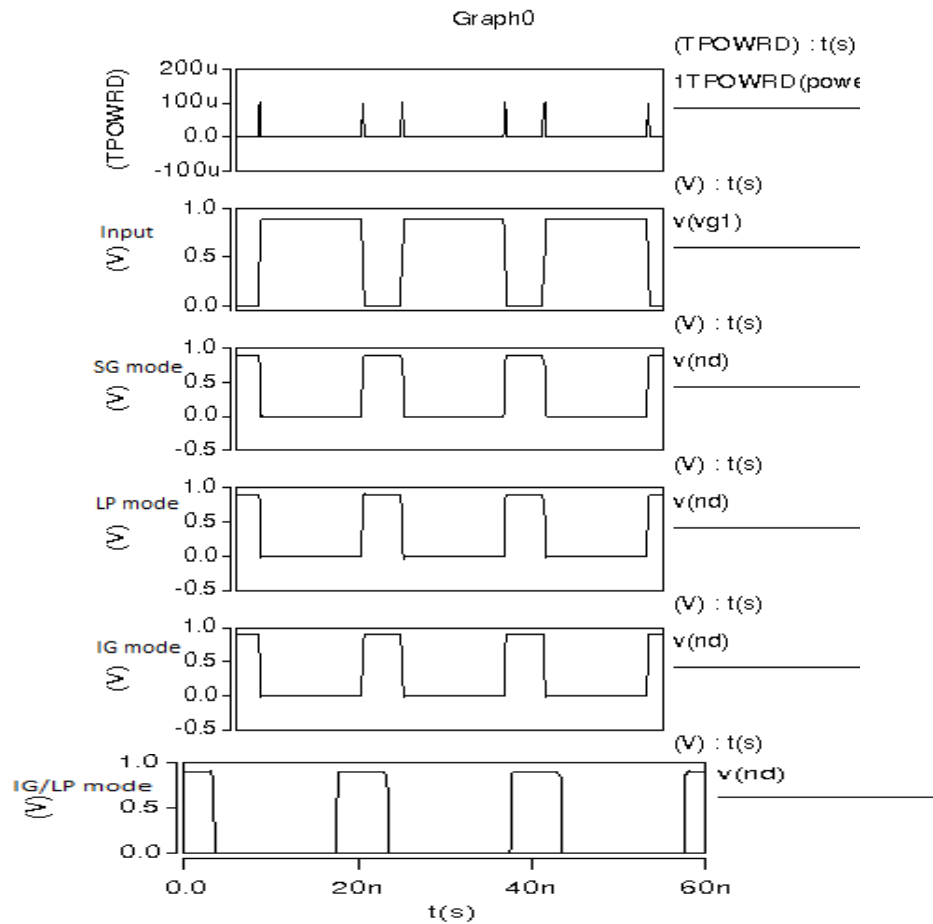 Graph0
(TPOWRD) : t(s)
(TPOWRD)
200u
100u
0.0
-100u
1TPOWRD(powe
(V) : t(s)
Input
(V)
1.0
0.5
0.0
v(vg1)
(V) : t(s)
SG mode
(V)
1.0
0.5
0.0
-0.5
v(nd)
(V) : t(s)
LP mode
(V)
1.0
0.5
0.0
-0.5
v(nd)
(V) : t(s)
IG mode
(V)
1.0
0.5
0.0
-0.5
v(nd)
(V) : t(s)
IG/LP mode
(V)
1.0
0.5
0.0
v(nd)
0.0 20n 40n 60n
t(s)